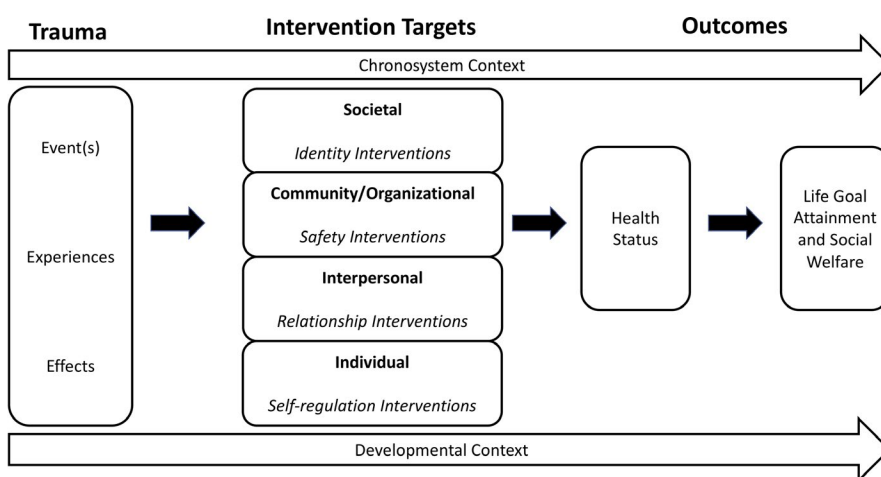 Trauma
Intervention Targets
Outcomes
Chronosystem Context
Event(s)
Experiences
Effects
Societal
Identity Interventions
Community/Organizational
Safety Interventions
Interpersonal
Relationship Interventions
Individual
Self-regulation Interventions
Health
Status
Life Goal
Attainment
and Social
Welfare
Developmental Context